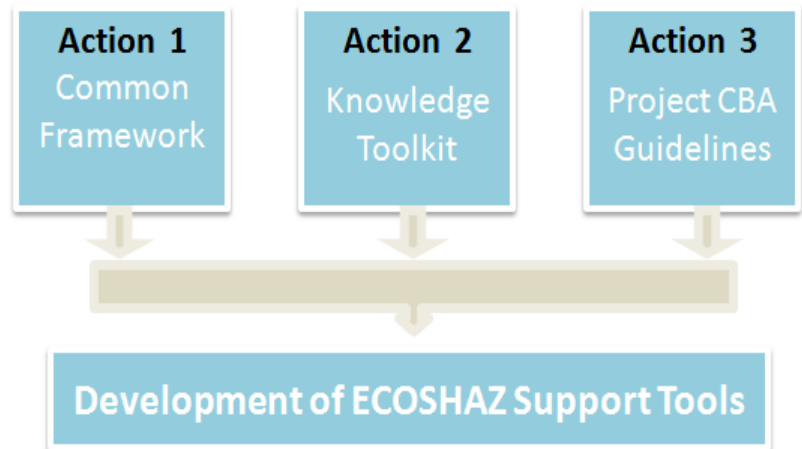 Action 1
Common
Framework
Action 2
Knowledge
Toolkit
Action 3
Project CBA
Guidelines
Development of ECOSHAZ Support Tools